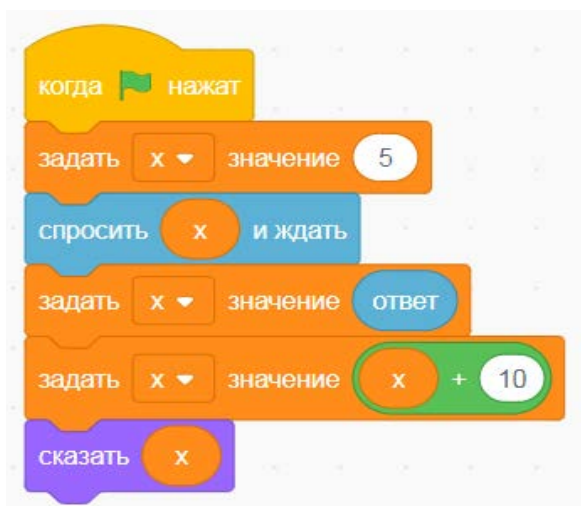 когда нажат
задать x значение 5
спросить x и ждать
задать x значение ответ
задать x значение x + 10
сказать x